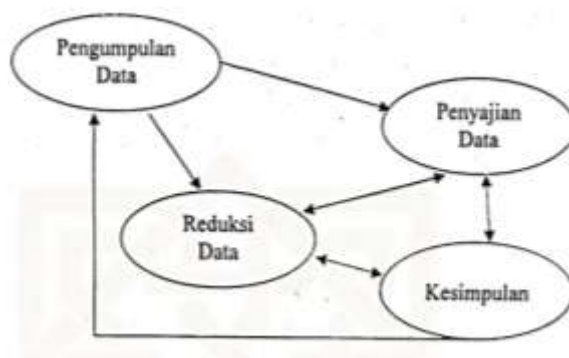 Pengumpulan
Data
Penyajian
Data
Reduksi
Data
Kesimpulan